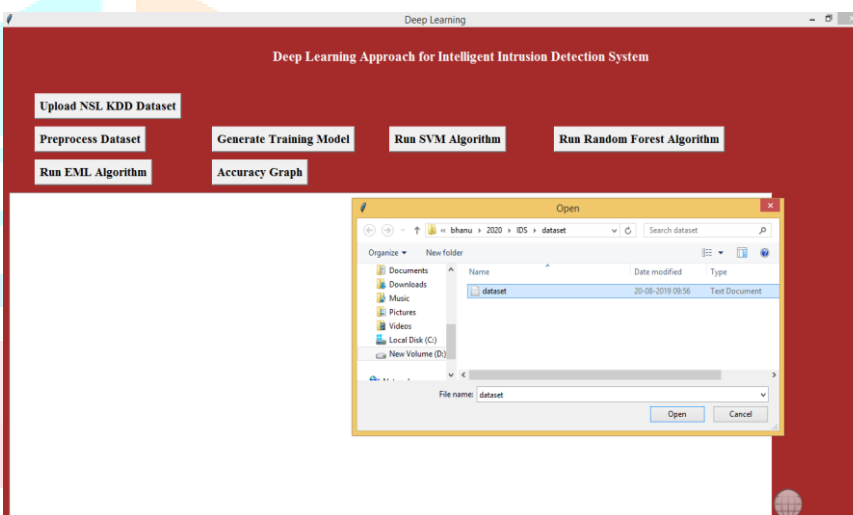 Deep Learning
Deep Learning Approach for Intelligent Intrusion Detection System
Upload NSL KDD Dataset
Preprocess Dataset Generate Training Model Run SVM Algorithm Run Random Forest Algorithm
Run EML Algorithm Accuracy Graph
Open
« bhanu › 2020 › IDS › dataset Search dataset
Organize New folder
Documents
Downloads
Music
Pictures
Videos
Local Disk (C:)
New Volume (D:)
Name Date modified Type
dataset 20-08-2019 09:56 Text Document
File name: dataset
Open Cancel